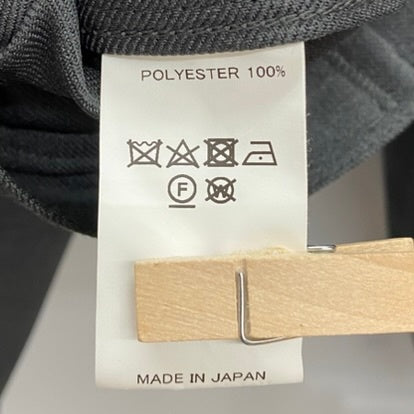 POLYESTER 100%
F
W
MADE IN JAPAN